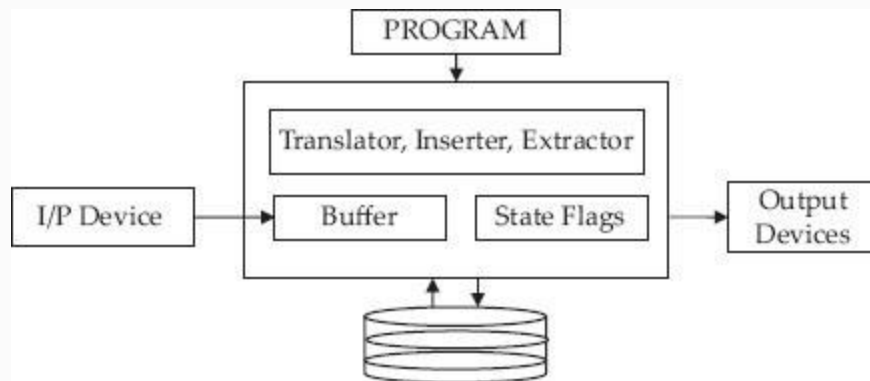 PROGRAM
Translator, Inserter, Extractor
I/P Device
Buffer
State Flags
Output
Devices